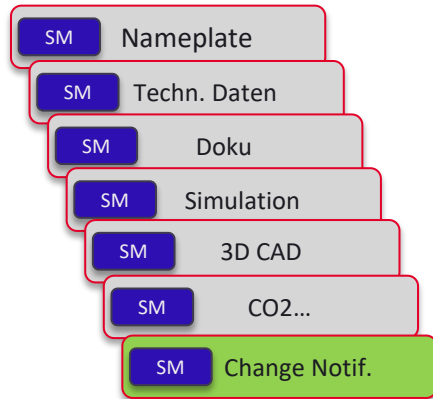 SM Nameplate
SM Techn. Daten
SM Doku
SM Simulation
SM 3D CAD
SM CO2...
SM Change Notif.